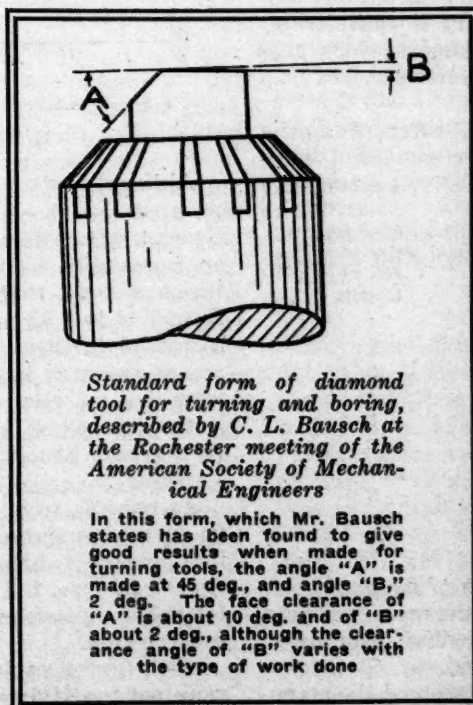 A
B
Standard form of diamond
tool for turning and boring,
described by C. L. Bausch at
the Rochester meeting of the
American Society of Mechan-
ical Engineers
In this form, which Mr. Bausch
states has been found to give
good results when made for
turning tools, the angle "A" is
made at 45 deg., and angle "B,"
2 deg. The face clearance of
"A" is about 10 deg. and of "B"
about 2 deg., although the clear-
ance angle of "B" varies with
the type of work done